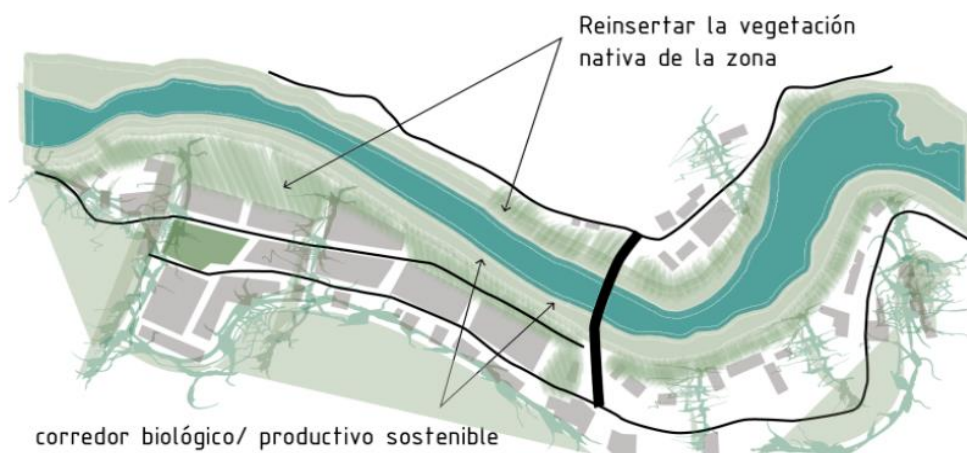 Reinsertar la vegetación
nativa de la zona
corredor biológico/ productivo sostenible